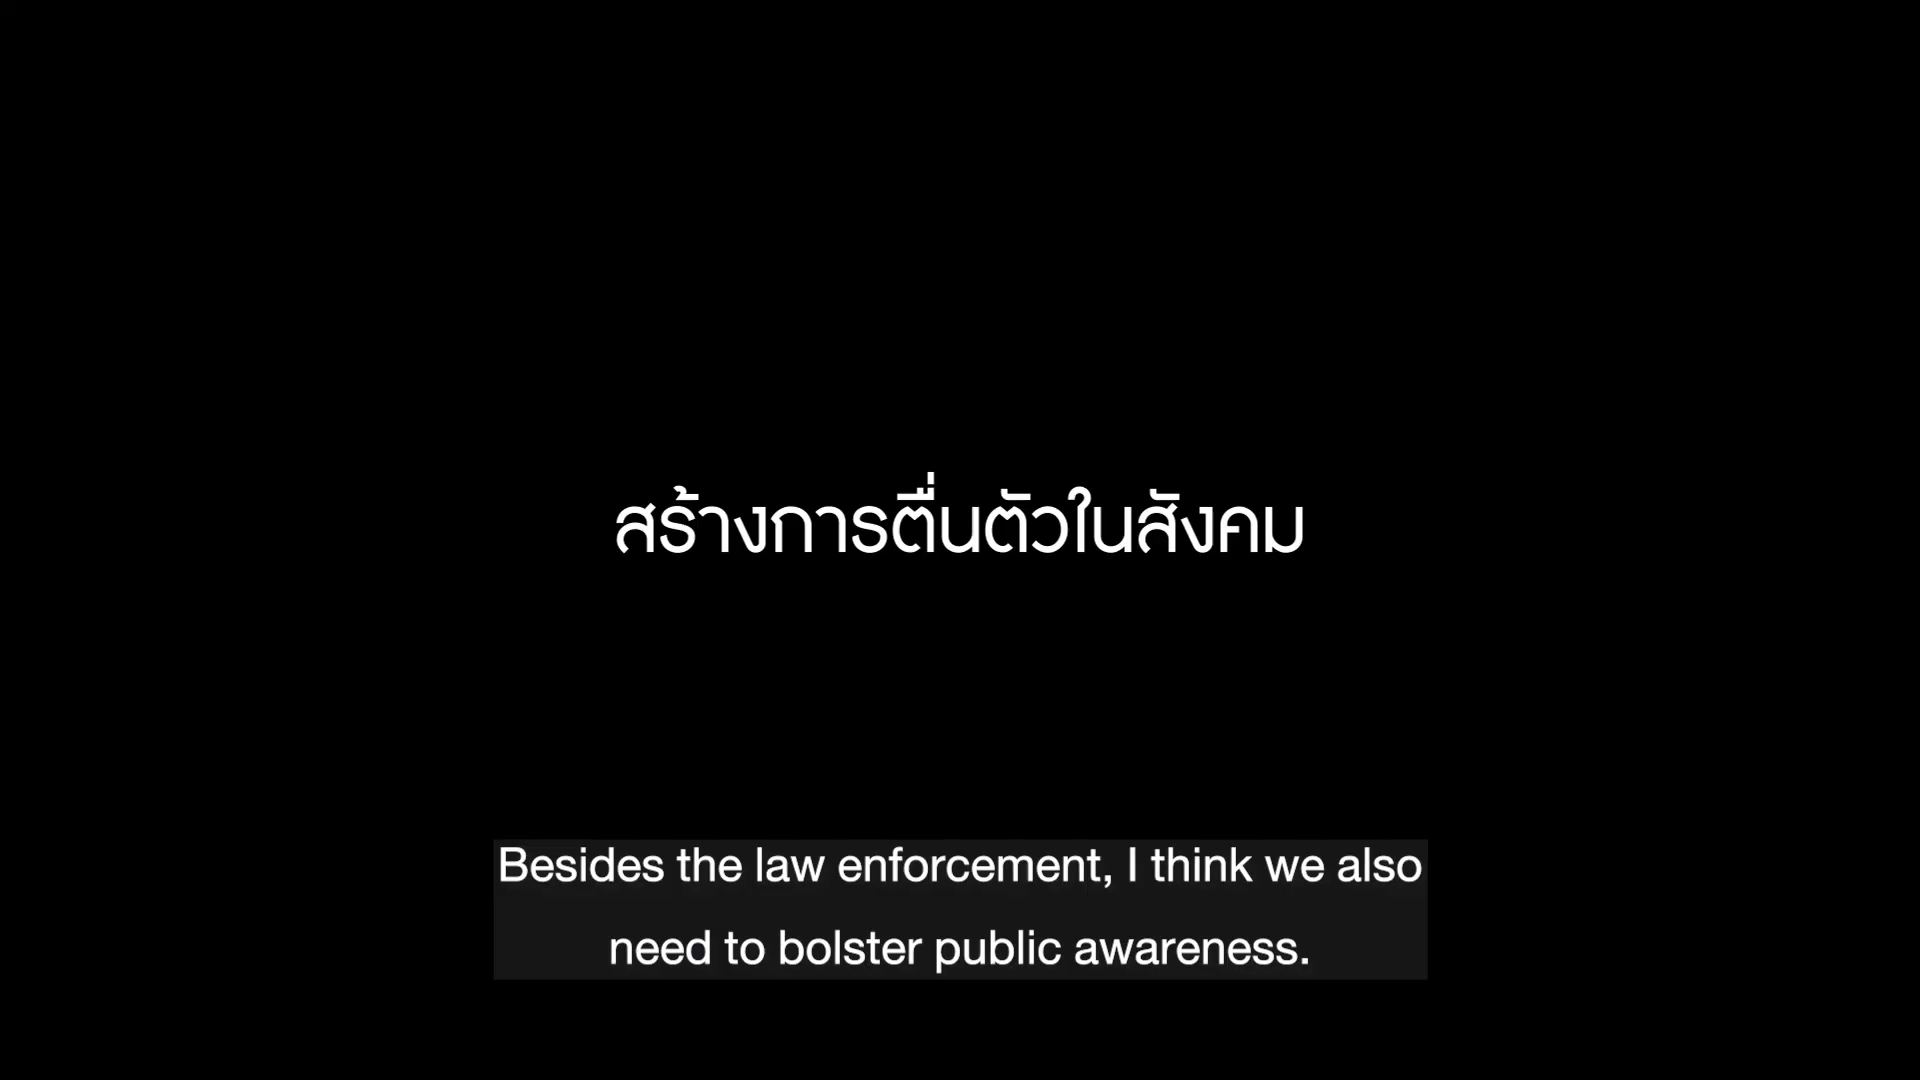 สร้างการตื่นตัวในสังคม
Besides the law enforcement, I think we also
need to bolster public awareness.